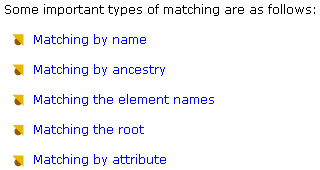 Some important types of matching are as follows:
Matching by name
Matching by ancestry
Matching the element names
Matching the root
Matching by attribute